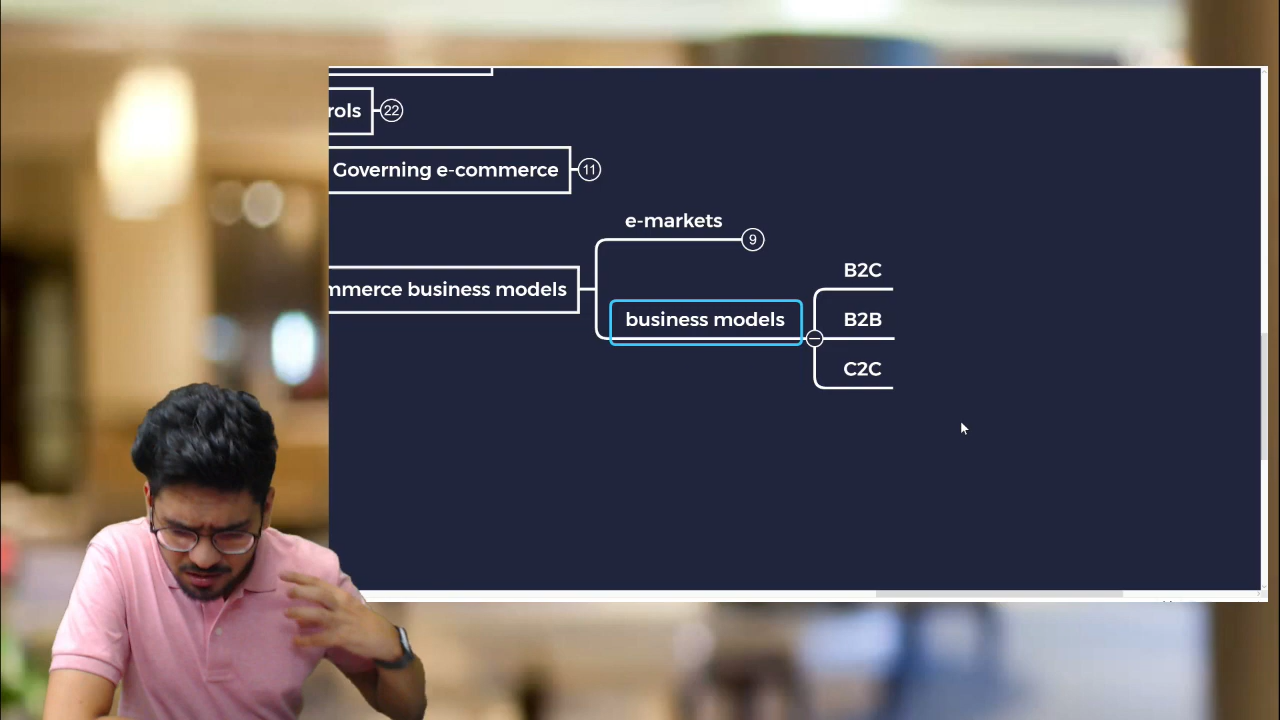 rols 22
Governing e-commerce 11
e-markets
9
B2C
mmerce business models
business models
B2B
C2C